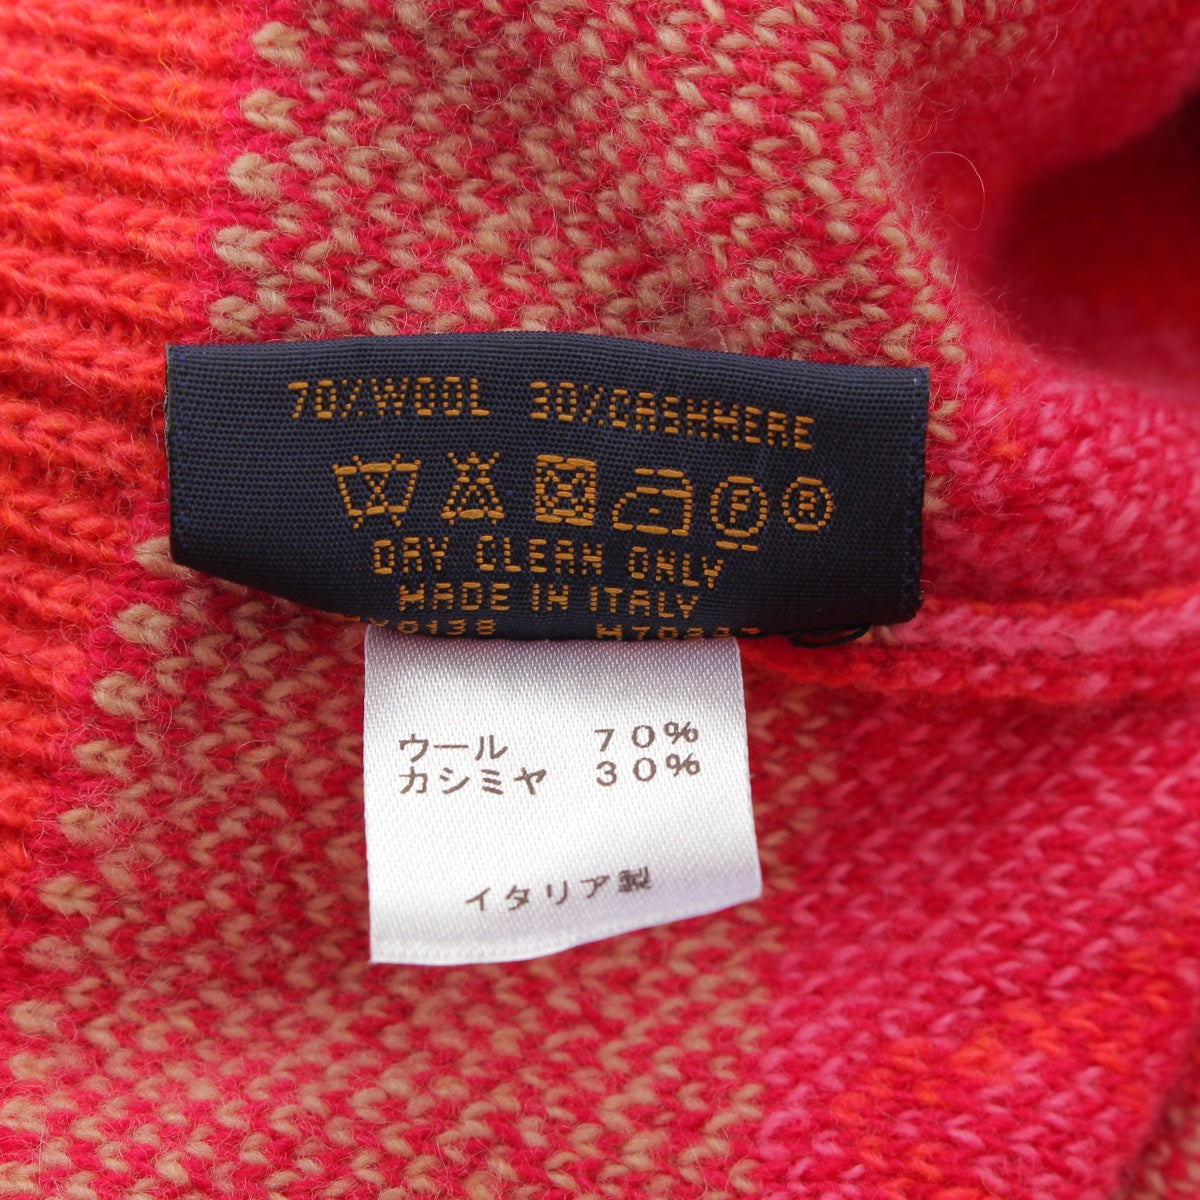 70%WOOL 30%CASHMERE
P R
DRY CLEAN ONLY
MADE IN ITALY
ウール 70%
カシミヤ 30%
イタリア製